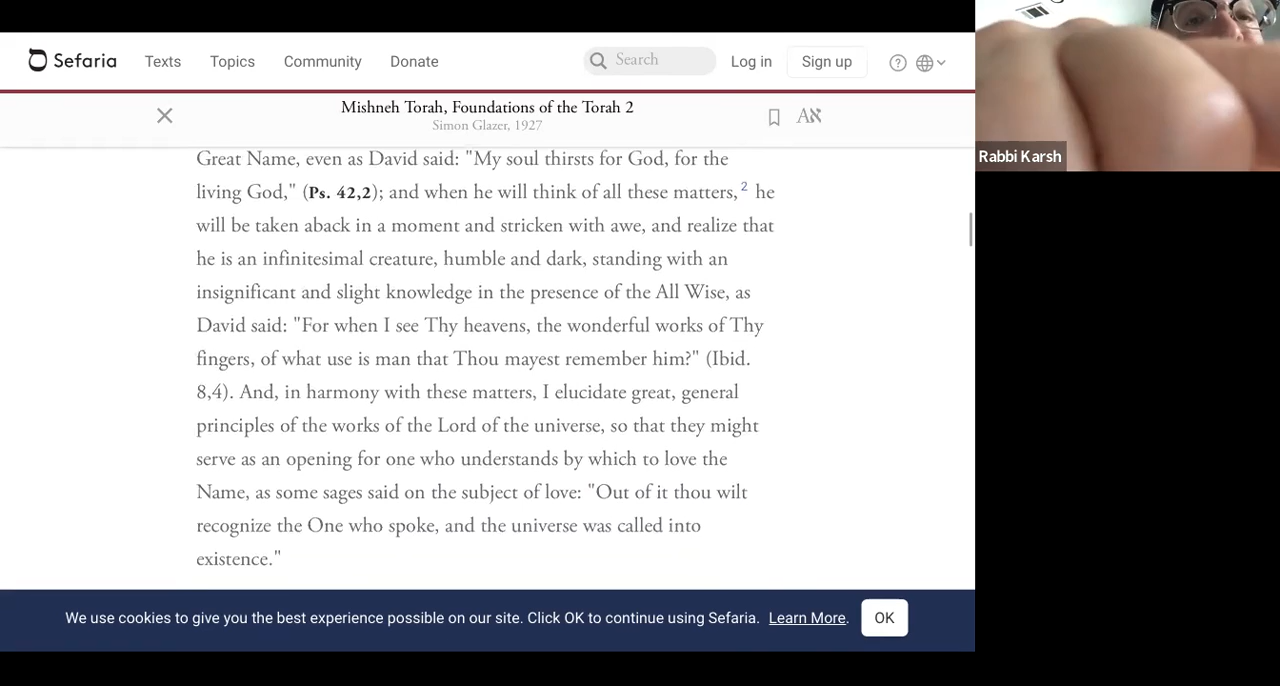 Sefaria Texts Topics Community Donate Search Log in Sign up
Mishneh Torah, Foundations of the Torah 2
Simon Glazer, 1927
Great Name, even as David said: "My soul thirsts for God, for the
living God," (Ps. 42,2); and when he will think of all these matters,2 he
will be taken aback in a moment and stricken with awe, and realize that
he is an infinitesimal creature, humble and dark, standing with an
insignificant and slight knowledge in the presence of the All Wise, as
David said: "For when I see Thy heavens, the wonderful works of Thy
fingers, of what use is man that Thou mayest remember him?" (Ibid.
8,4). And, in harmony with these matters, I elucidate great, general
principles of the works of the Lord of the universe, so that they might
serve as an opening for one who understands by which to love the
Name, as some sages said on the subject of love: "Out of it thou wilt
recognize the One who spoke, and the universe was called into
existence."
We use cookies to give you the best experience possible on our site. Click OK to continue using Sefaria. Learn More. OK
Rabbi Karsh